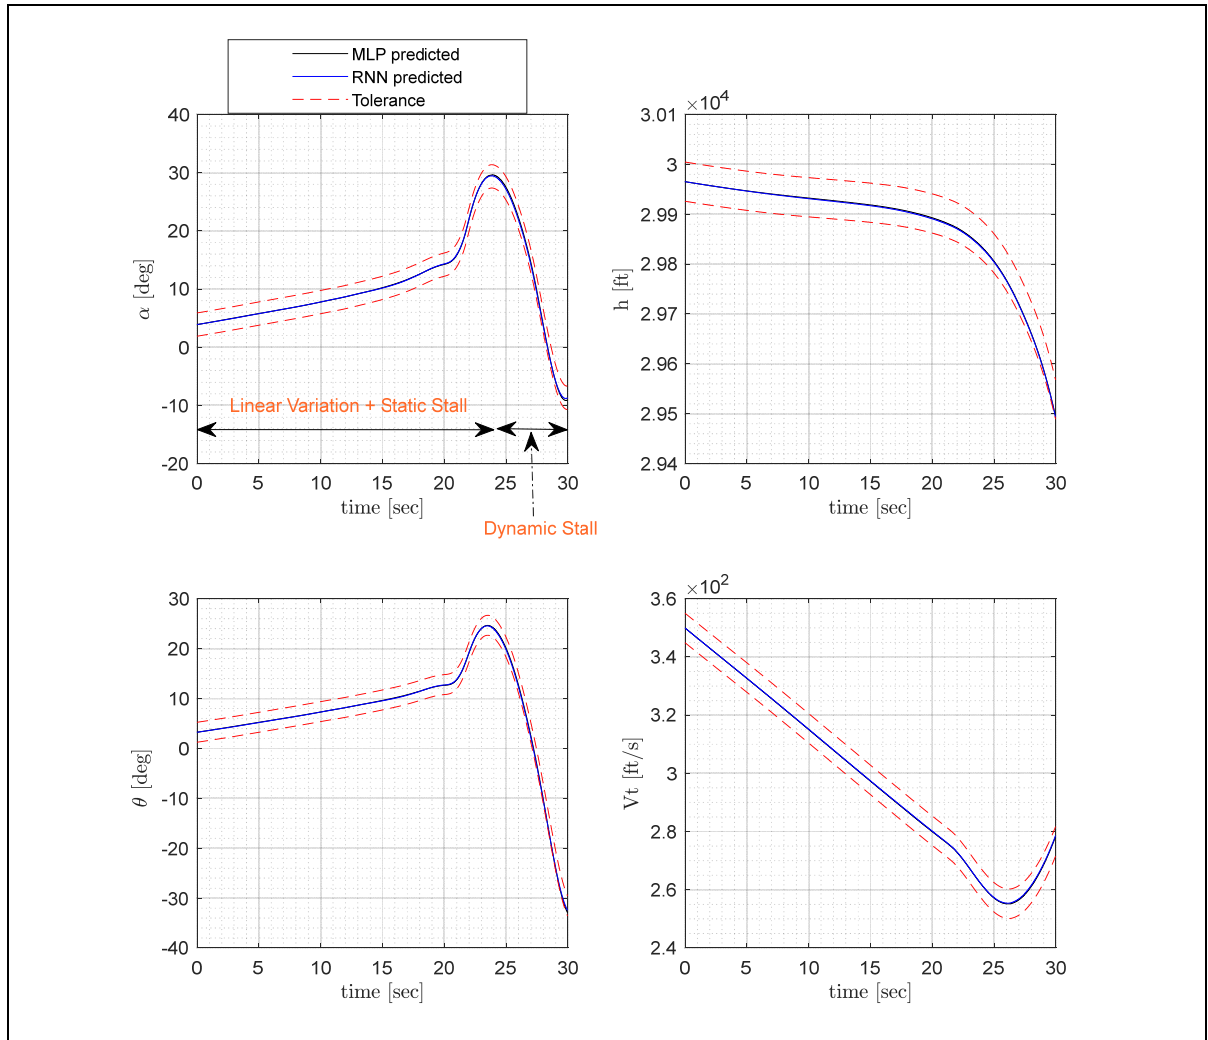 MLP predicted
RNN predicted
Tolerance
40
30
20
10
0
-10
-20
α [deg]
Linear Variation + Static Stall
0 5 10 15 20 25 30
time [sec]
Dynamic Stall
×10⁴
3.01
3
2.99
2.98
2.97
2.96
2.95
2.94
h [ft]
0 5 10 15 20 25 30
time [sec]
30
20
10
0
-10
-20
-30
-40
θ [deg]
0 5 10 15 20 25 30
time [sec]
×10²
3.6
3.4
3.2
3
2.8
2.6
2.4
Vt [ft/s]
0 5 10 15 20 25 30
time [sec]